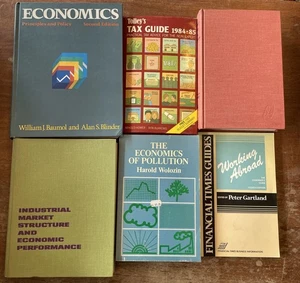 ECONOMICS
Principles and Policy Second Edition
William J. Baumol and Alan S. Blinder
Tolley's
TAX GUIDE 1984-85
INDUSTRIAL
MARKET
STRUCTURE
AND
ECONOMIC
PERFORMANCE
THE
ECONOMICS
OF POLLUTION
Harold Wolozin
FINANCIAL TIMES GUIDES
Working
Abroad
Peter Gartland